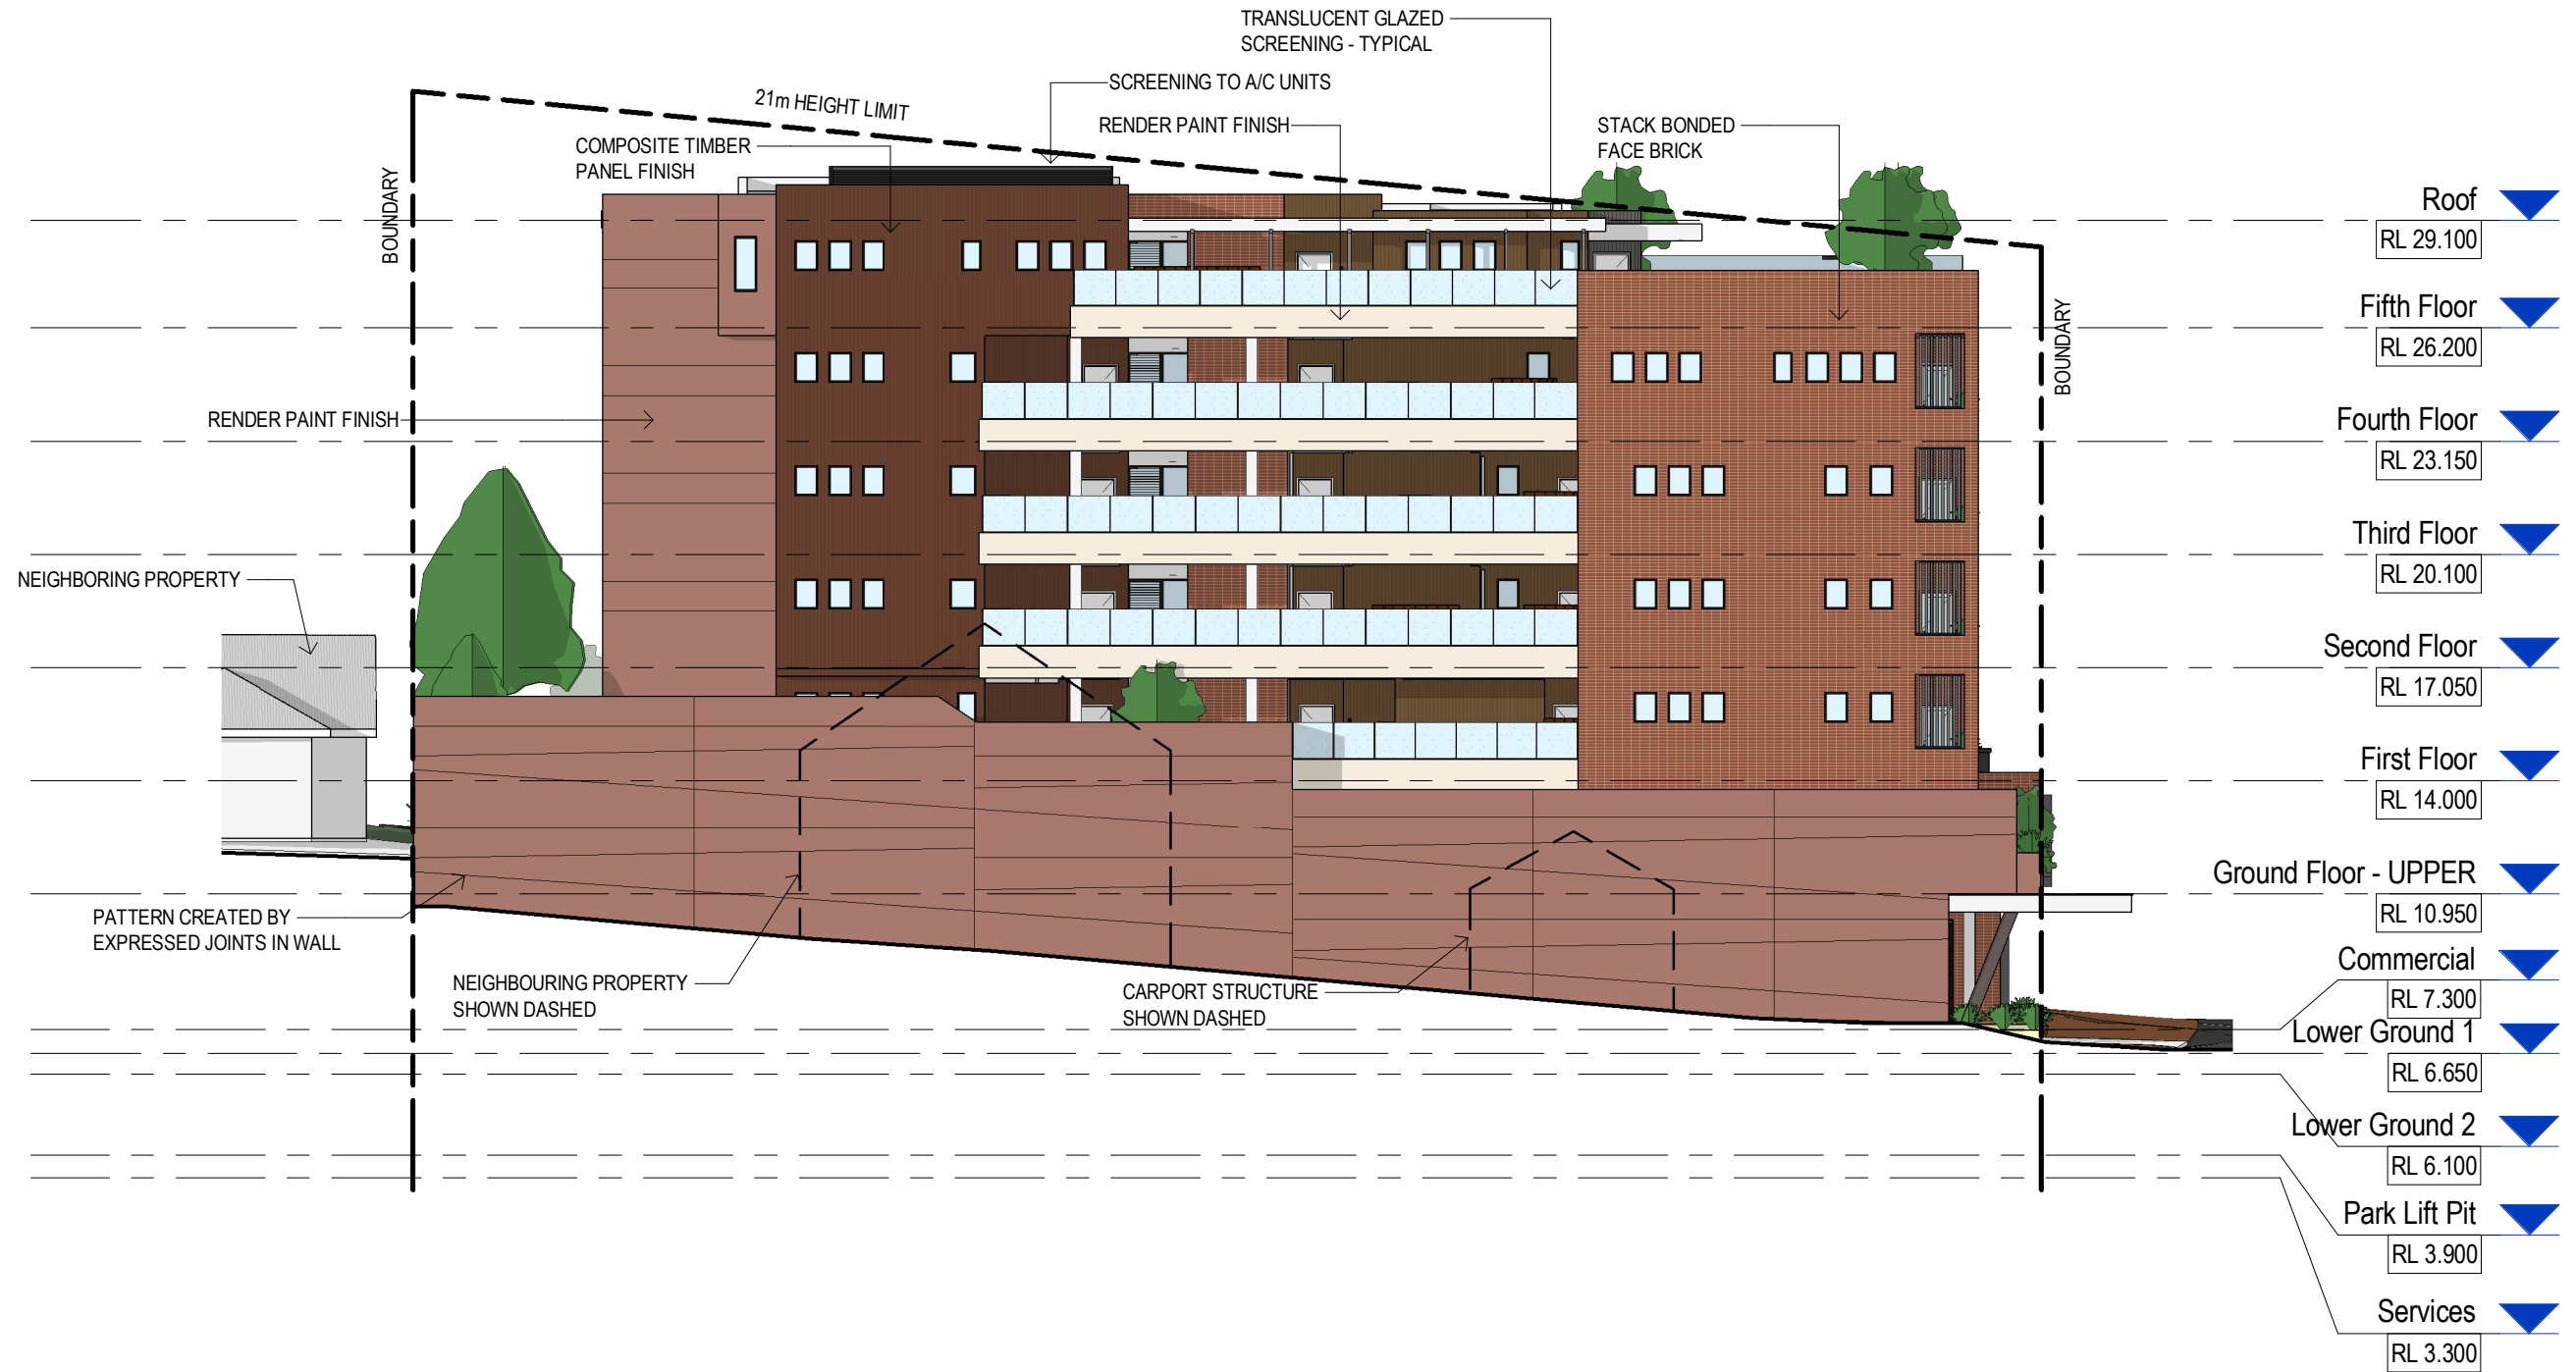 TRANSLUCENT GLAZED
SCREENING - TYPICAL
SCREENING TO A/C UNITS
21m HEIGHT LIMIT
RENDER PAINT FINISH
STACK BONDED
FACE BRICK
COMPOSITE TIMBER
PANEL FINISH
BOUNDARY
BOUNDARY
RENDER PAINT FINISH
NEIGHBORING PROPERTY
PATTERN CREATED BY
EXPRESSED JOINTS IN WALL
NEIGHBOURING PROPERTY
SHOWN DASHED
CARPORT STRUCTURE
SHOWN DASHED
Roof
RL 29.100
Fifth Floor
RL 26.200
Fourth Floor
RL 23.150
Third Floor
RL 20.100
Second Floor
RL 17.050
First Floor
RL 14.000
Ground Floor - UPPER
RL 10.950
Commercial
RL 7.300
Lower Ground 1
RL 6.650
Lower Ground 2
RL 6.100
Park Lift Pit
RL 3.900
Services
RL 3.300